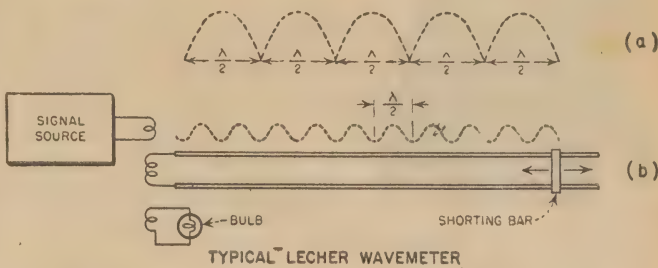 (a)
λ/2 λ/2 λ/2 λ/2 λ/2
SIGNAL
SOURCE
λ/2
(b)
BULB
SHORTING BAR
TYPICAL LECHER WAVEMETER